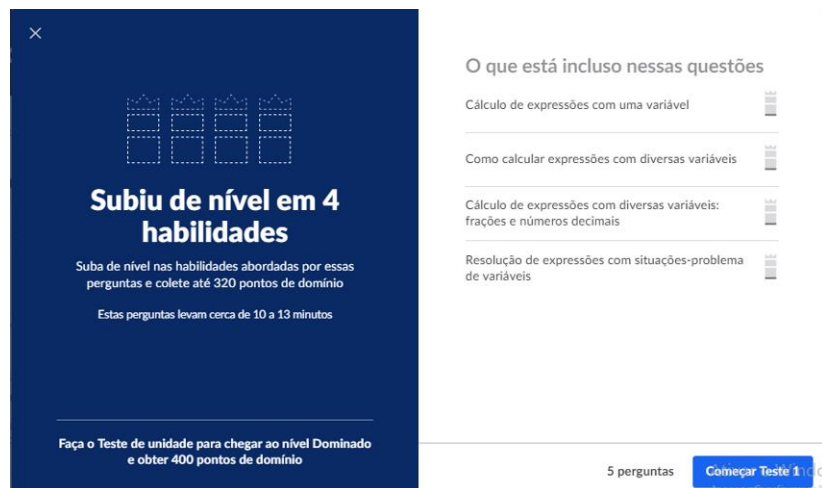 Subiu de nível em 4
habilidades
Suba de nível nas habilidades abordadas por essas
perguntas e colete até 320 pontos de domínio
Estas perguntas levam cerca de 10 a 13 minutos
Faça o Teste de unidade para chegar ao nível Dominado
e obter 400 pontos de domínio
O que está incluso nessas questões
Cálculo de expressões com uma variável
Como calcular expressões com diversas variáveis
Cálculo de expressões com diversas variáveis:
frações e números decimais
Resolução de expressões com situações-problema
de variáveis
5 perguntas
Começar Teste 1